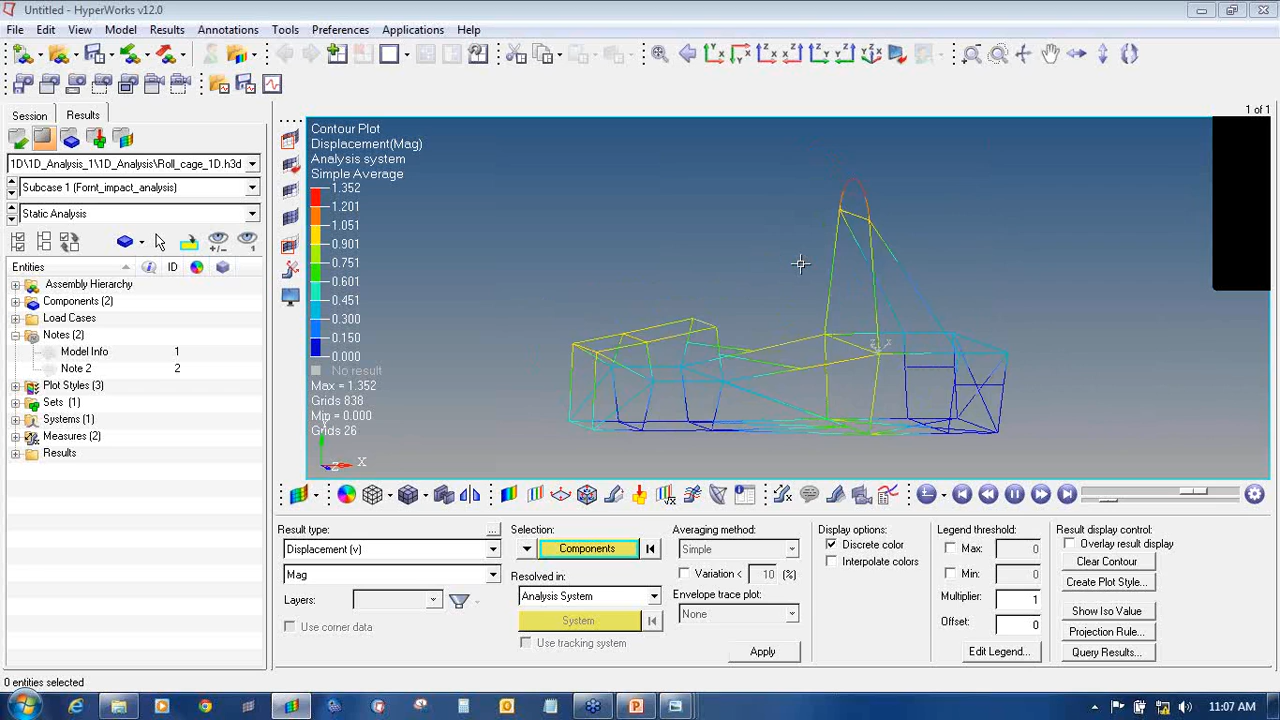 Untitled - HyperWorks v12.0
File Edit View Model Results Annotations Tools Preferences Applications Help
Session Results
1 of 1
1D\1D_Analysis_1\1D_Analysis\Roll_cage_1D.h3d
Subcase 1 (Fornt_impact_analysis)
Static Analysis
Entities ID
Assembly Hierarchy
Components (2)
Load Cases
Notes (2)
Model Info 1
Note 2 2
Plot Styles (3)
Sets (1)
Systems (1)
Measures (2)
Results
Contour Plot
Displacement(Mag)
Analysis system
Simple Average
1.352
1.201
1.051
0.901
0.751
0.601
0.451
0.300
0.150
0.000
No result
Max = 1.352
Grids 838
Min = 0.000
Grids 26
X
Result type:
Displacement (v)
Mag
Layers:
Use corner data
Selection:
Components
Resolved in:
Analysis System
System
Use tracking system
Averaging method:
Simple
Variation < 10 (%)
Envelope trace plot:
None
Apply
Display options:
Discrete color
Interpolate colors
Legend threshold:
Max: 0
Min: 0
Multiplier: 1
Offset: 0
Edit Legend...
Result display control:
Overlay result display
Clear Contour
Create Plot Style...
Show Iso Value
Projection Rule...
Query Results...
0 entities selected
11:07 AM